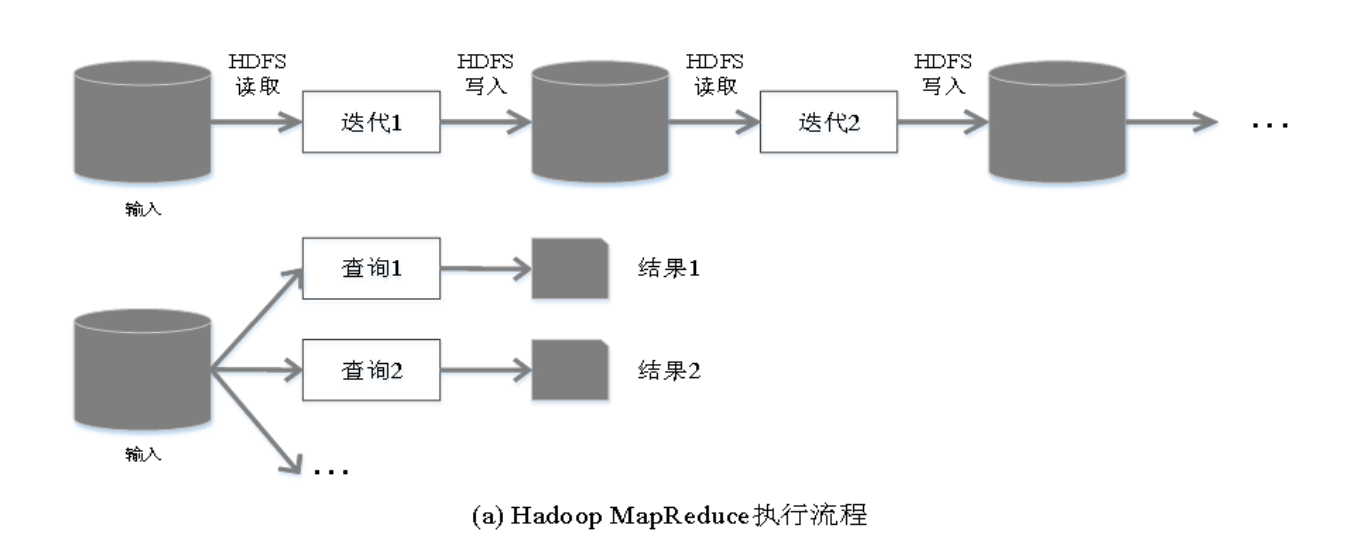 HDFS
读取
HDFS
写入
HDFS
读取
HDFS
写入
迭代1
迭代2
...
输入
查询1
结果1
查询2
结果2
输入
...
(a) Hadoop MapReduce执行流程